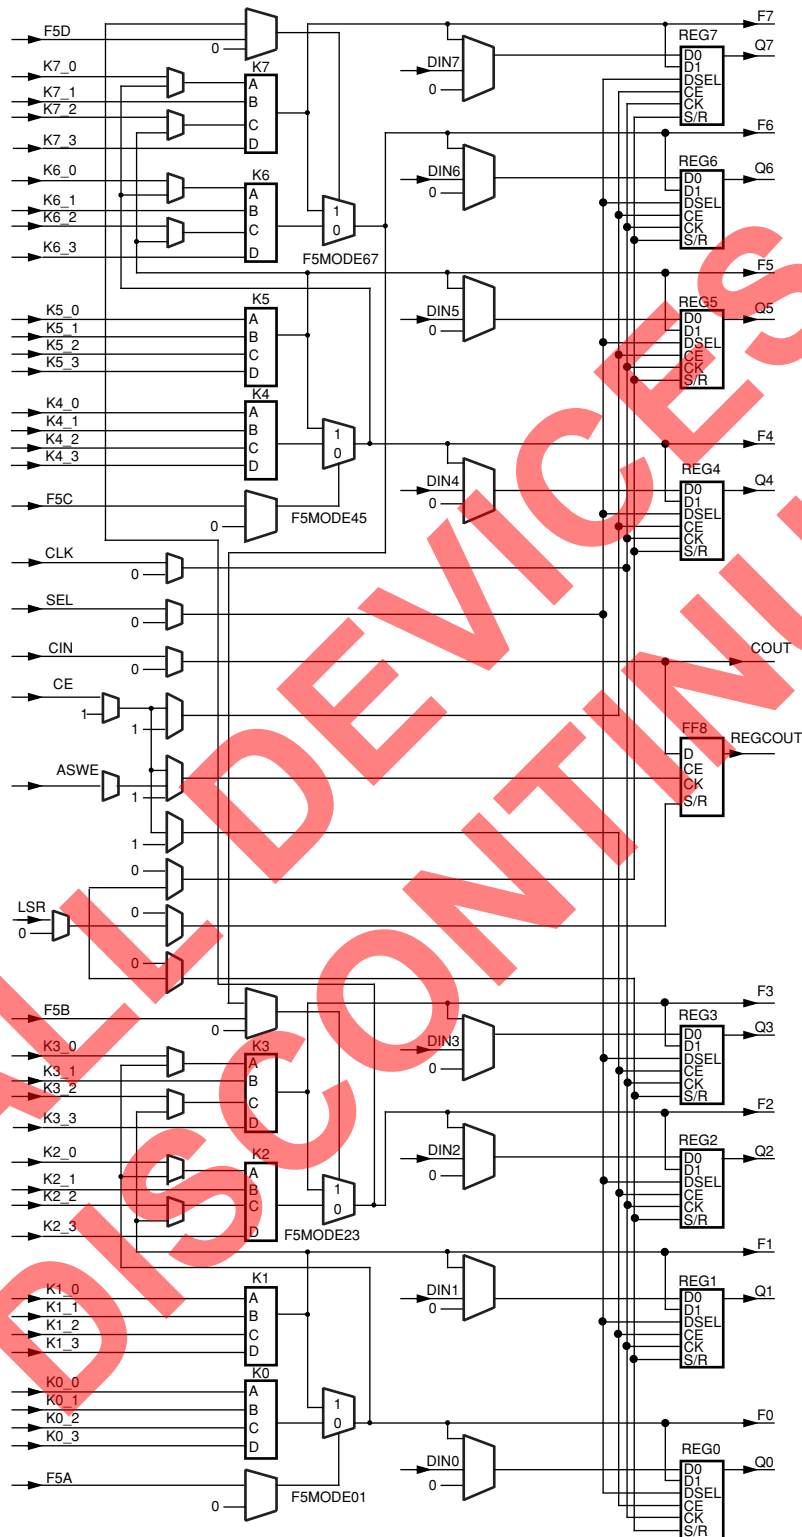 F7
F5D
REG7
0
Q7
K7_0
K7
DIN7
D0
D1
A
DSEL
K7_1
B
0
CE
K7_2
CK
C
S/R
K7_3
D
F6
K6_0
K6
REG6
A
DIN6
D0
Q6
D1
K6_1
B
0
DSEL
K6_2
C
1
CE
0
CK
K6_3
D
S/R
F5MODE67
F5
K5
REG5
K5_0
A
DIN5
D0
Q5
K5_1
B
0
D1
K5_2
C
DSEL
K5_3
D
CE
CK
S/R
K4
K4_0
A
K4_1
B
1
F4
K4_2
C
0
K4_3
D
REG4
F5C
DIN4
D0
Q4
0
F5MODE45
0
D1
DSEL
CE
CK
S/R
CLK
0
SEL
0
CIN
0
COUT
CE
1
1
FF8
D
REGCOUT
ASWE
CE
CK
1
S/R
1
0
LSR
0
0
0
F5B
F3
0
REG3
K3_0
K3
DIN3
D0
Q3
A
D1
K3_1
B
0
DSEL
K3_2
C
CE
CK
K3_3
D
S/R
F2
K2_0
K2
REG2
A
DIN2
D0
Q2
D1
K2_1
B
0
DSEL
K2_2
C
1
CE
0
CK
K2_3
D
S/R
F5MODE23
F1
K1
REG1
K1_0
A
DIN1
D0
Q1
K1_1
B
0
D1
K1_2
C
DSEL
K1_3
D
CE
CK
S/R
K0
K0_0
A
K0_1
B
1
F0
K0_2
C
0
K0_3
D
REG0
F5A
DIN0
D0
Q0
0
F5MODE01
0
D1
DSEL
CE
CK
S/R
ALL DEVICES
DISCONTINU